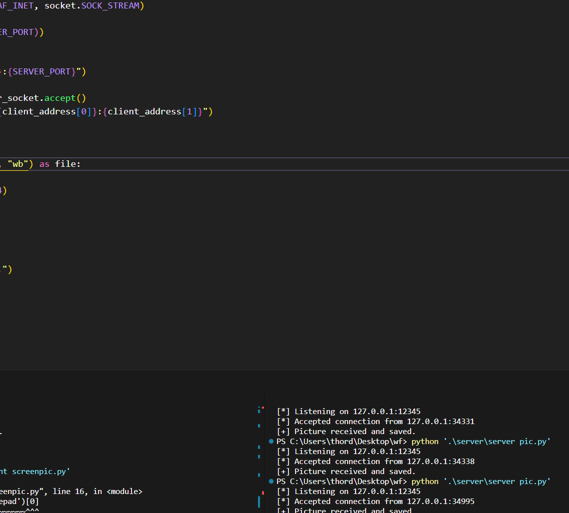 AF_INET, socket.SOCK_STREAM)
ER_PORT))
:{SERVER_PORT}")
r_socket.accept()
{client_address[0]}:{client_address[1]}")
, "wb") as file:
)
.")
nt screenpic.py'
eenpic.py", line 16, in <module>
epad')[0]
~~~~~~~^^^
[*] Listening on 127.0.0.1:12345
[*] Accepted connection from 127.0.0.1:34331
[+] Picture received and saved.
PS C:\Users\thord\Desktop\wf> python '.\server\server pic.py'
[*] Listening on 127.0.0.1:12345
[*] Accepted connection from 127.0.0.1:34338
[+] Picture received and saved.
PS C:\Users\thord\Desktop\wf> python '.\server\server pic.py'
[*] Listening on 127.0.0.1:12345
[*] Accepted connection from 127.0.0.1:34995
[+] Picture received and saved.